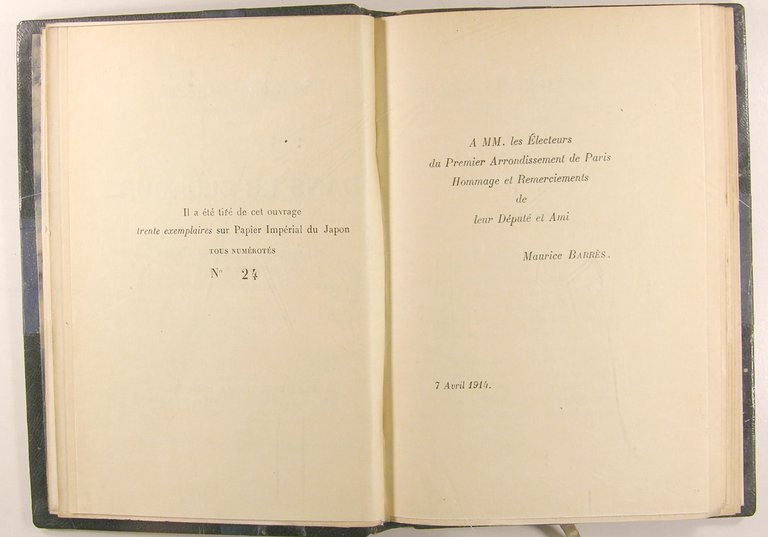 Il a été tiré de cet ouvrage
trente exemplaires sur Papier Impérial du Japon
TOUS NUMÉROTÉS
No 24
A MM. les Électeurs
du Premier Arrondissement de Paris
Hommage et Remerciements
de
leur Député et Ami
Maurice BARRÈS.
7 Avril 1914.